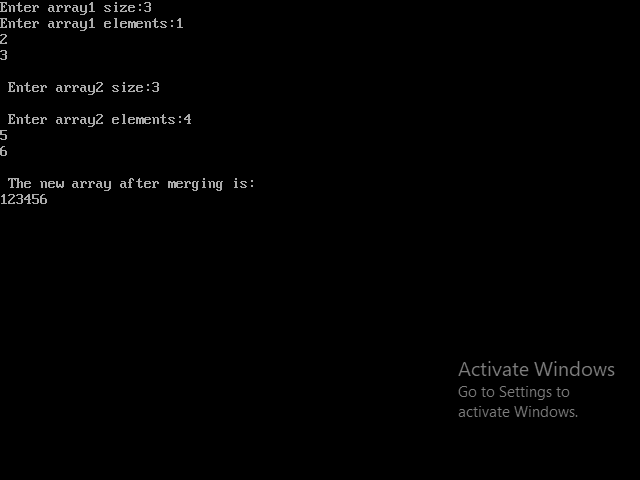 Enter array1 size:3
Enter array1 elements:1
2
3
Enter array2 size:3
Enter array2 elements:4
5
6
The new array after merging is:
123456
Activate Windows
Go to Settings to
activate Windows.